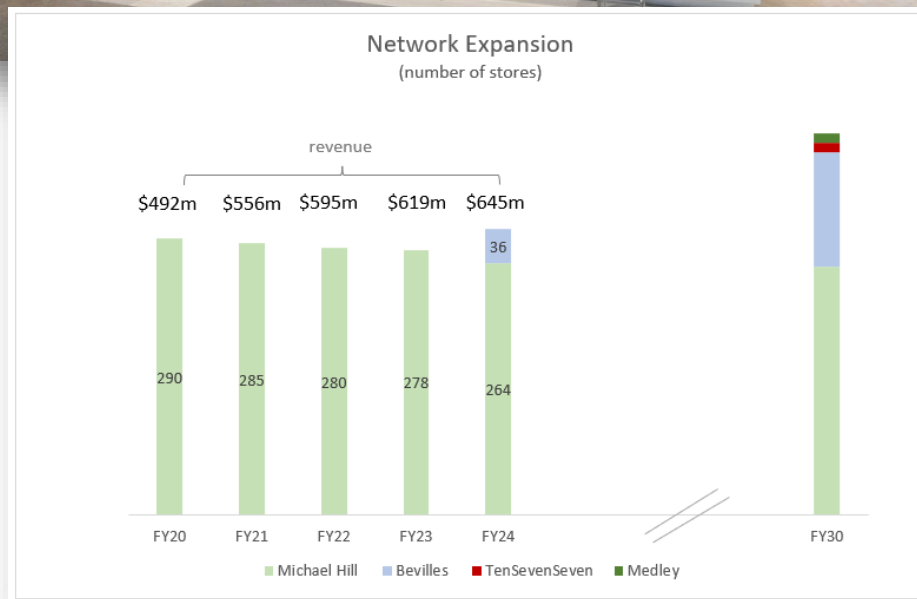 Network Expansion
(number of stores)
revenue
$492m $556m $595m $619m $645m
36
290 285 280 278 264
FY20 FY21 FY22 FY23 FY24 FY30
Michael Hill Bevilles TenSevenSeven Medley